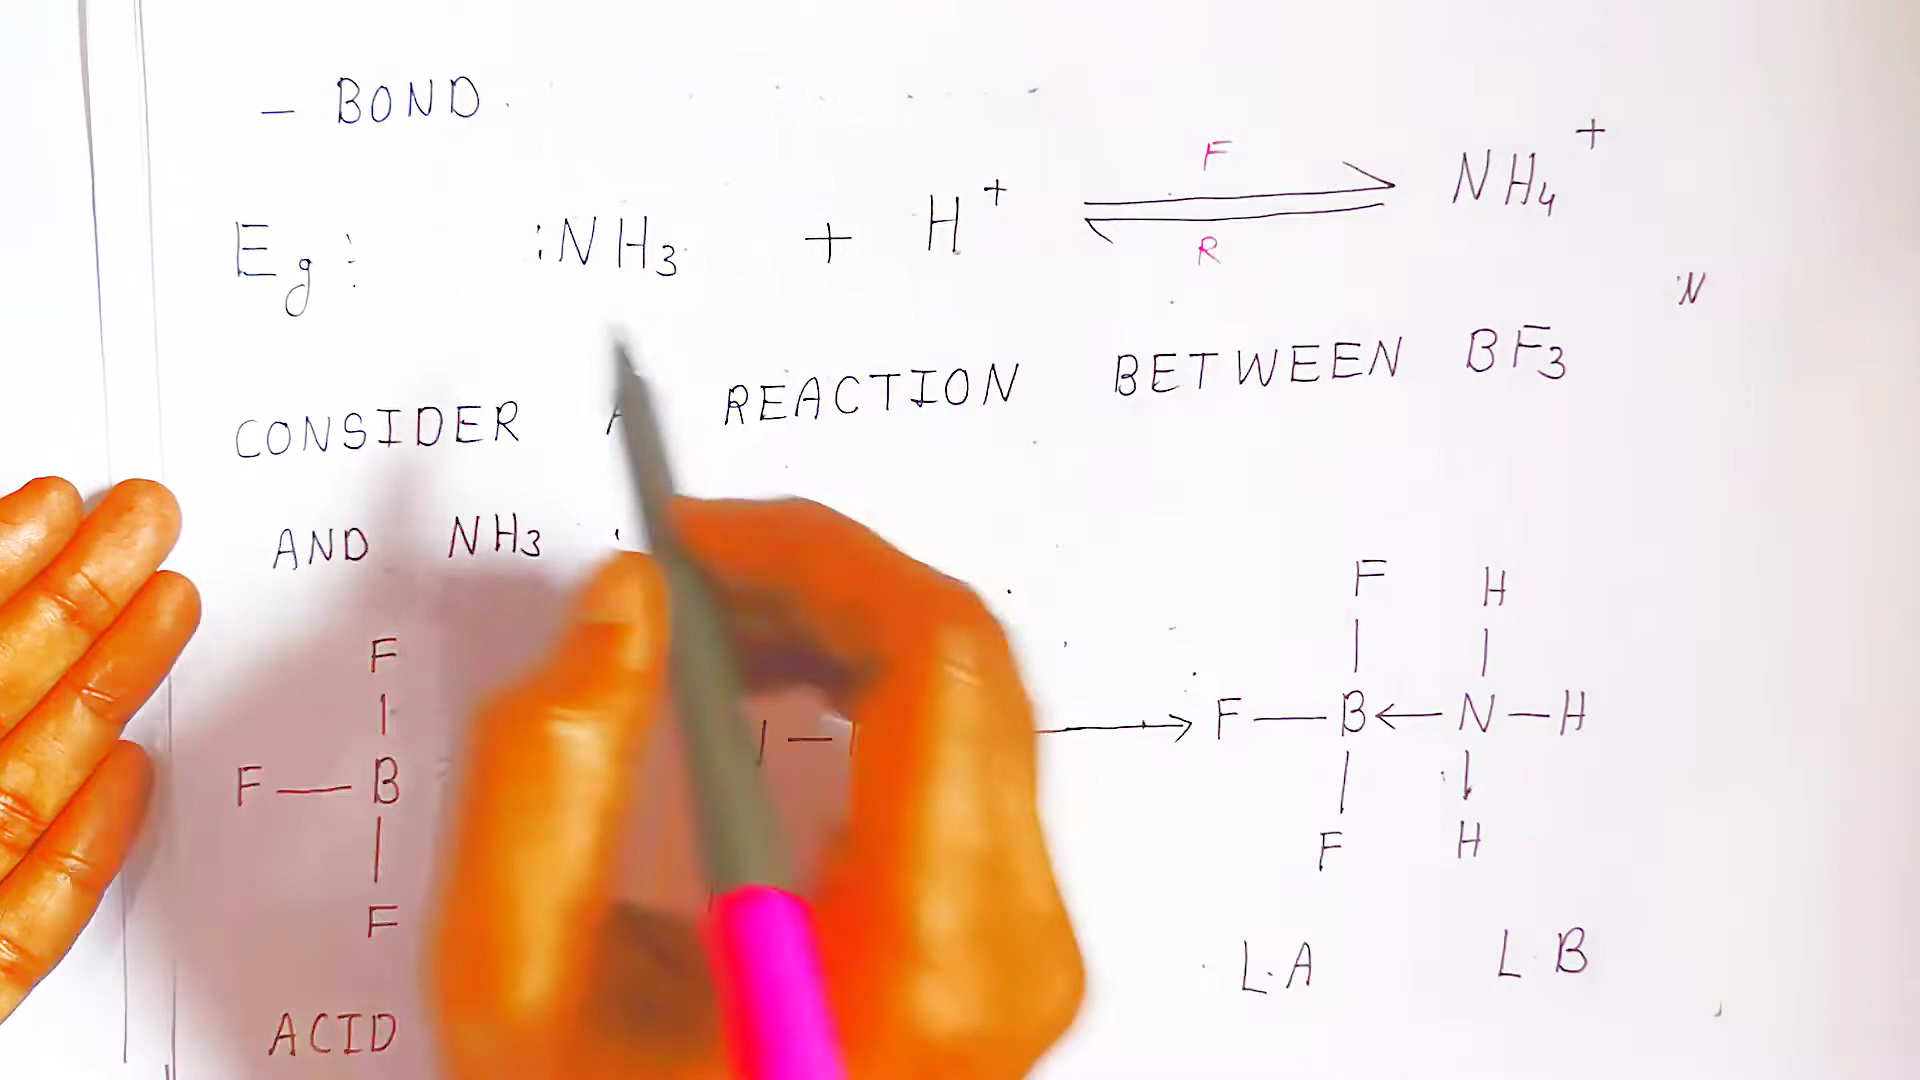 - BOND
Eg: :NH3 + H+ ⇌ NH4+
F
R
N
CONSIDER A REACTION BETWEEN BF3
AND NH3
F H
F
F — B ← N — H
F — B
F H
F
L.A L B
ACID